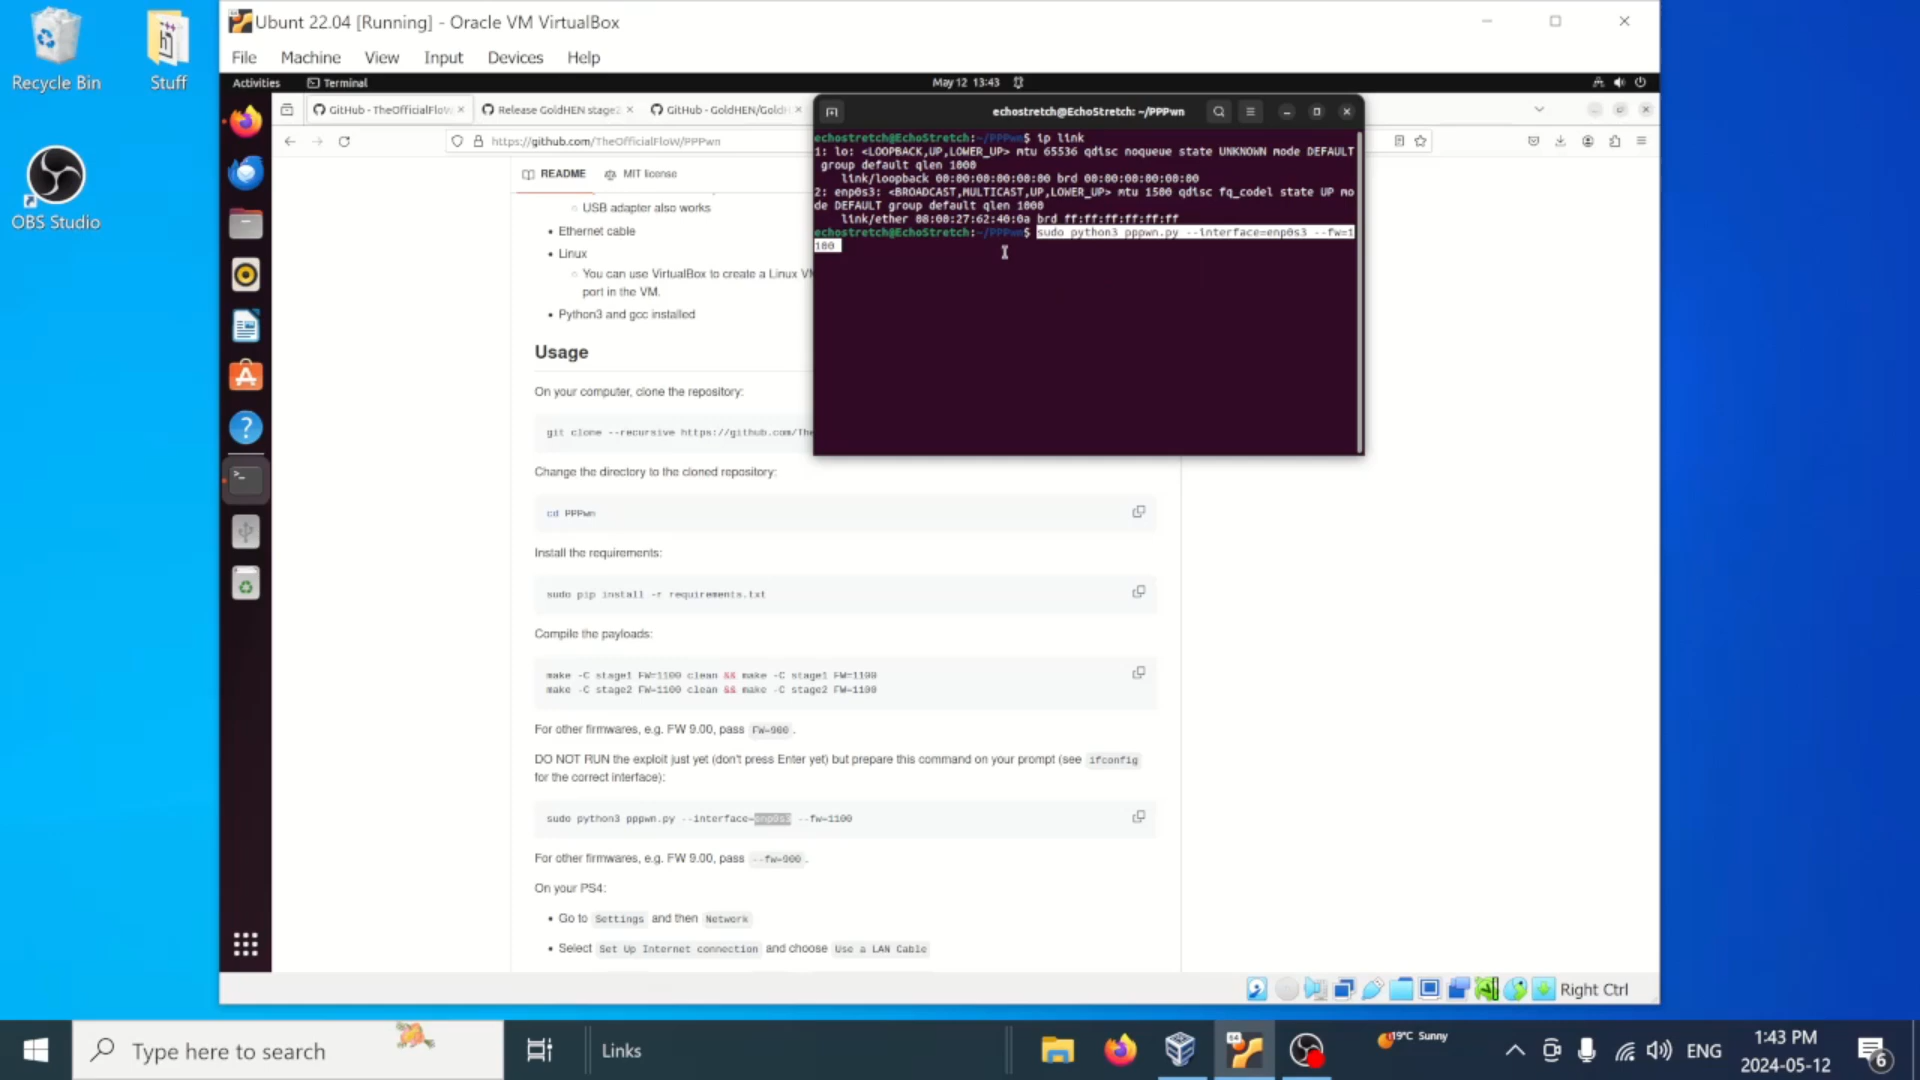 Recycle Bin
Stuff
OBS Studio
Ubunt 22.04 [Running] - Oracle VM VirtualBox
File Machine View Input Devices Help
Activities Terminal May 12 13:43
GitHub - TheOfficialFloW
Release GoldHEN stage2
GitHub - GoldHEN/GoldH
https://github.com/TheOfficialFloW/PPPwn
README MIT license
USB adapter also works
Ethernet cable
Linux
You can use VirtualBox to create a Linux VM
port in the VM.
Python3 and gcc installed
Usage
On your computer, clone the repository:
git clone --recursive https://github.com/The
Change the directory to the cloned repository:
cd PPPwn
Install the requirements:
sudo pip install -r requirements.txt
Compile the payloads:
make -C stage1 FW=1100 clean && make -C stage1 FW=1100
make -C stage2 FW=1100 clean && make -C stage2 FW=1100
For other firmwares, e.g. FW 9.00, pass FW=900.
DO NOT RUN the exploit just yet (don't press Enter yet) but prepare this command on your prompt (see ifconfig
for the correct interface):
sudo python3 pppwn.py --interface=enp0s3 --fw=1100
For other firmwares, e.g. FW 9.00, pass --fw=900.
On your PS4:
Go to Settings and then Network
Select Set Up Internet connection and choose Use a LAN Cable
echostretch@EchoStretch: ~/PPPwn
echostretch@EchoStretch:~/PPPwn$ ip link
1: lo: <LOOPBACK,UP,LOWER_UP> mtu 65536 qdisc noqueue state UNKNOWN mode DEFAULT
group default qlen 1000
link/loopback 00:00:00:00:00:00 brd 00:00:00:00:00:00
2: enp0s3: <BROADCAST,MULTICAST,UP,LOWER_UP> mtu 1500 qdisc fq_codel state UP mo
de DEFAULT group default qlen 1000
link/ether 08:00:27:62:40:0a brd ff:ff:ff:ff:ff:ff
echostretch@EchoStretch:~/PPPwn$ sudo python3 pppwn.py --interface=enp0s3 --fw=1
100
Right Ctrl
Type here to search
Links
19°C Sunny
ENG
1:43 PM
2024-05-12
6